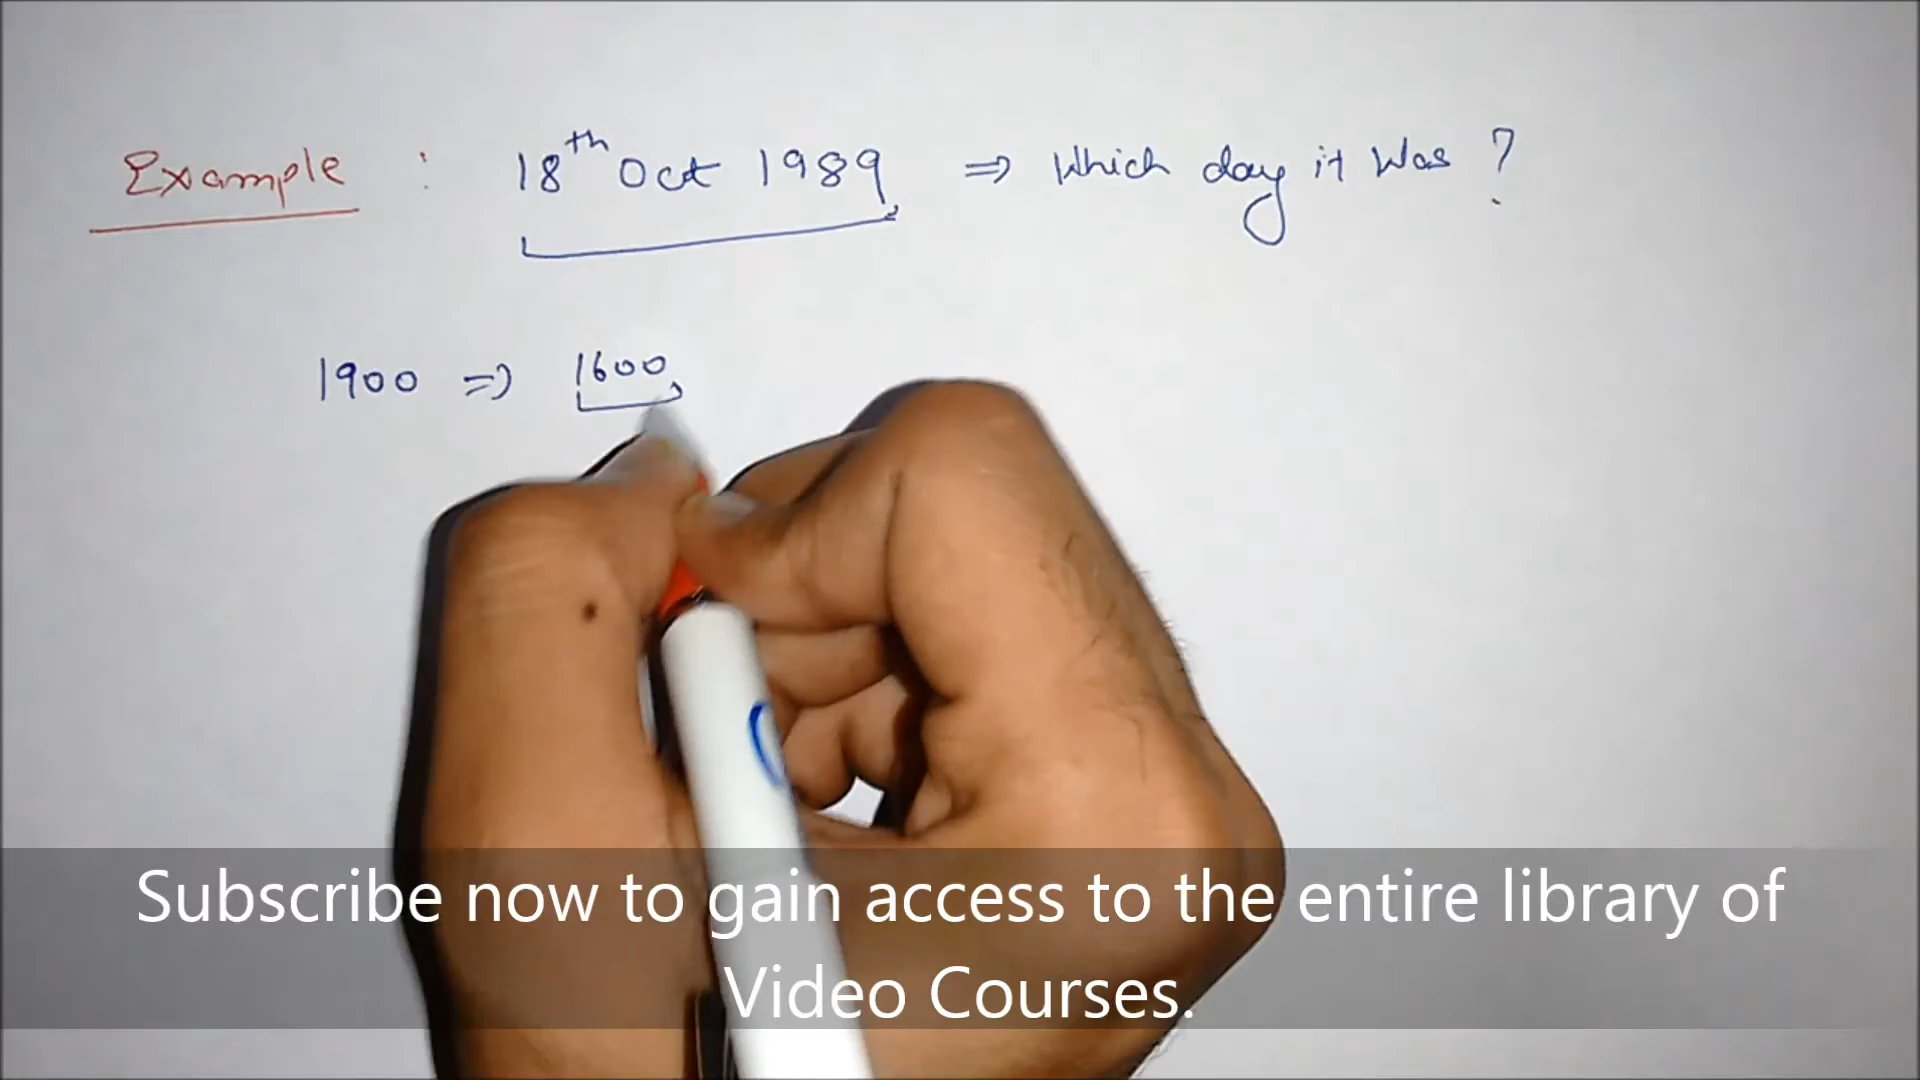 Example : 18th Oct 1989 => Which day it was ?
1900 => 1600
Subscribe now to gain access to the entire library of
Video Courses.